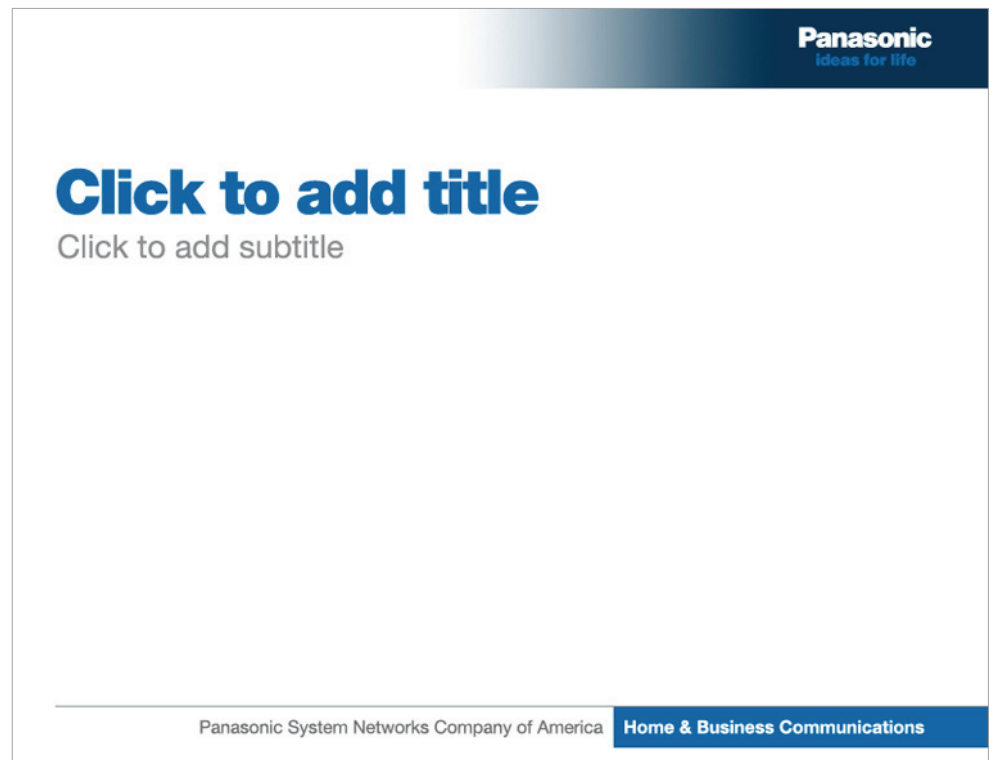 Panasonic
ideas for life
Click to add title
Click to add subtitle
Panasonic System Networks Company of America Home & Business Communications